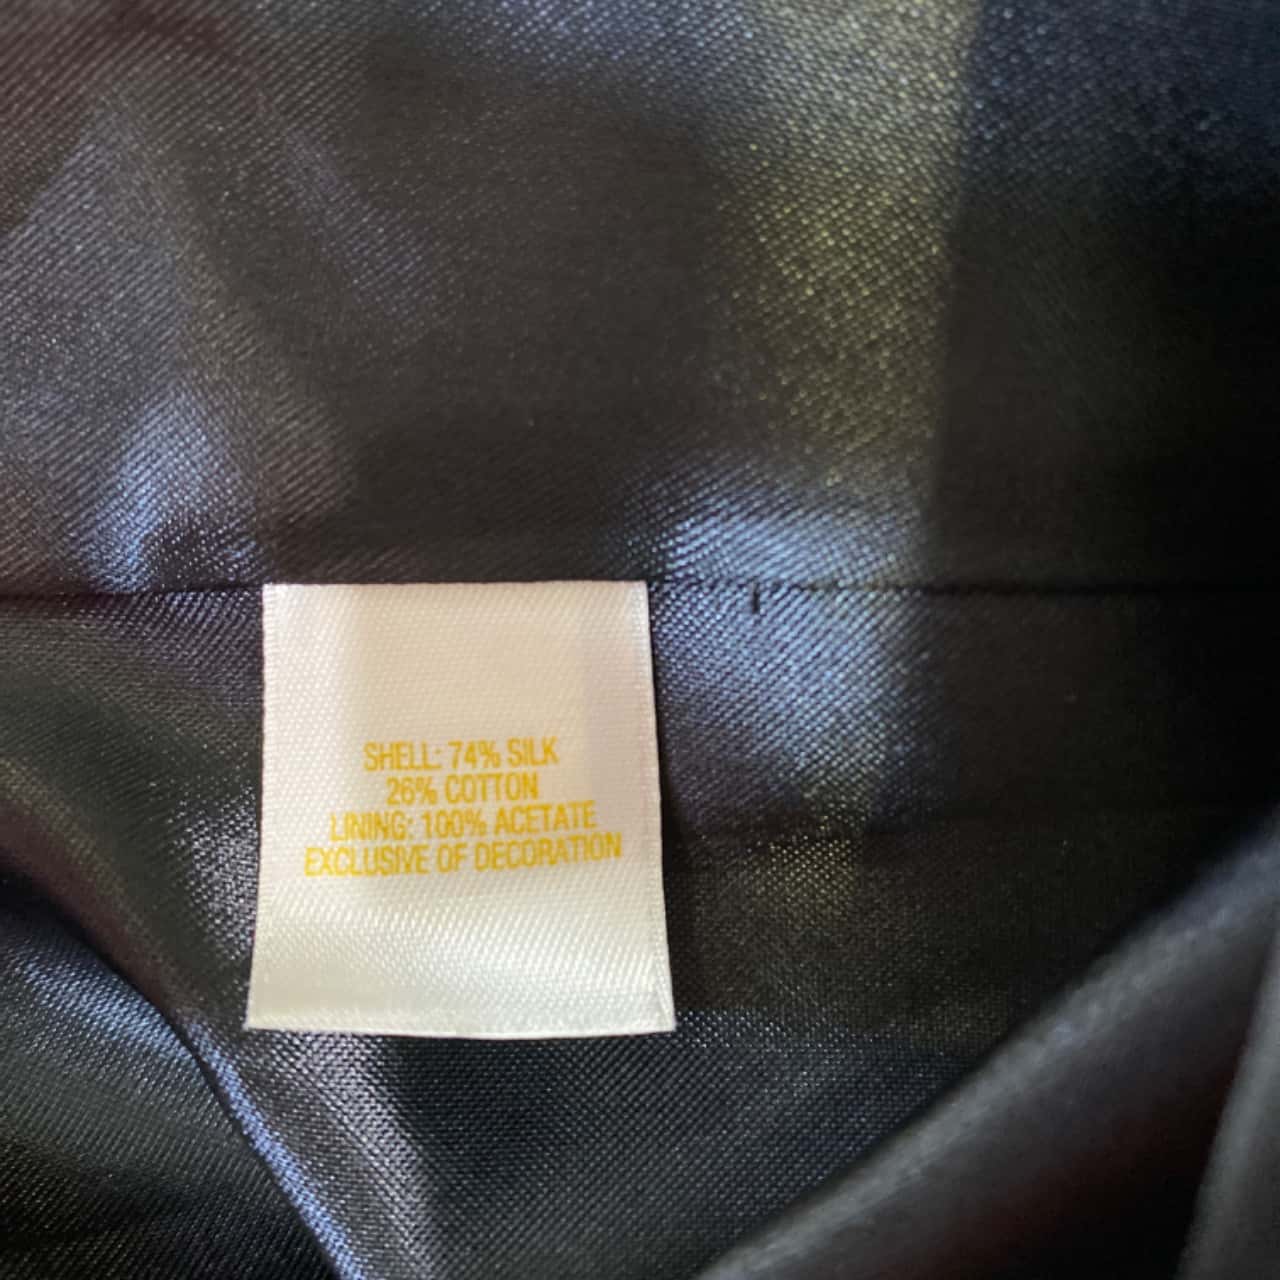 SHELL: 74% SILK
26% COTTON
LINING: 100% ACETATE
EXCLUSIVE OF DECORATION